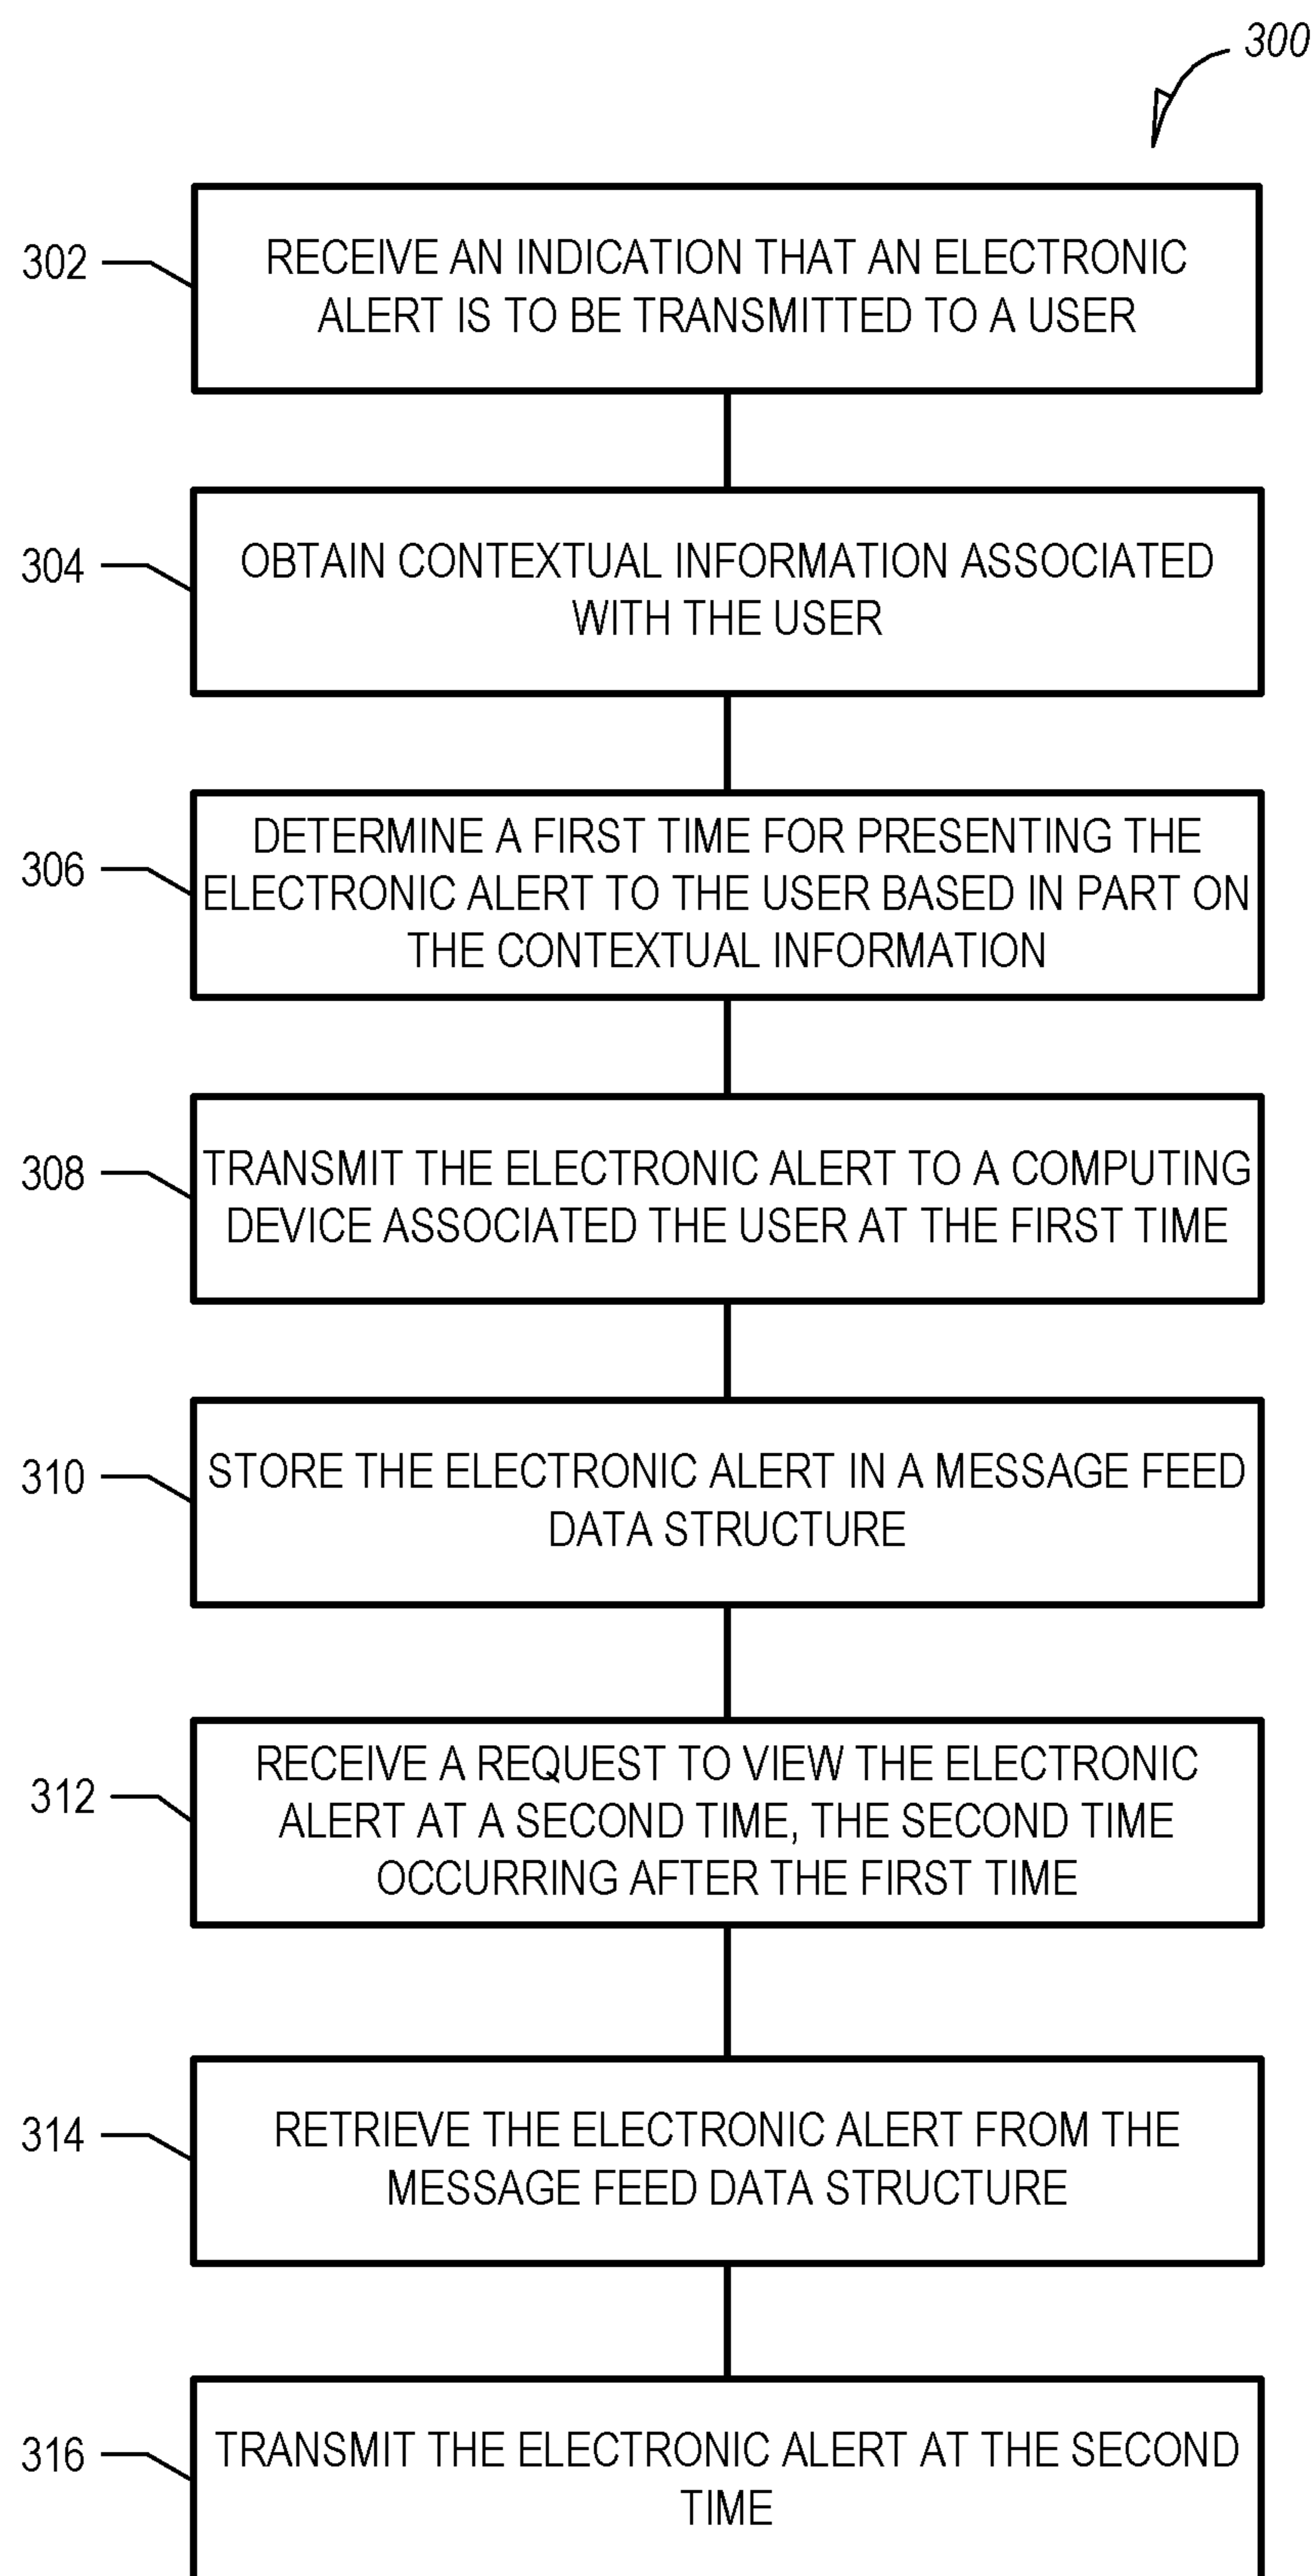 300
302
RECEIVE AN INDICATION THAT AN ELECTRONIC
ALERT IS TO BE TRANSMITTED TO A USER
304
OBTAIN CONTEXTUAL INFORMATION ASSOCIATED
WITH THE USER
306
DETERMINE A FIRST TIME FOR PRESENTING THE
ELECTRONIC ALERT TO THE USER BASED IN PART ON
THE CONTEXTUAL INFORMATION
308
TRANSMIT THE ELECTRONIC ALERT TO A COMPUTING
DEVICE ASSOCIATED THE USER AT THE FIRST TIME
310
STORE THE ELECTRONIC ALERT IN A MESSAGE FEED
DATA STRUCTURE
312
RECEIVE A REQUEST TO VIEW THE ELECTRONIC
ALERT AT A SECOND TIME, THE SECOND TIME
OCCURRING AFTER THE FIRST TIME
314
RETRIEVE THE ELECTRONIC ALERT FROM THE
MESSAGE FEED DATA STRUCTURE
316
TRANSMIT THE ELECTRONIC ALERT AT THE SECOND
TIME